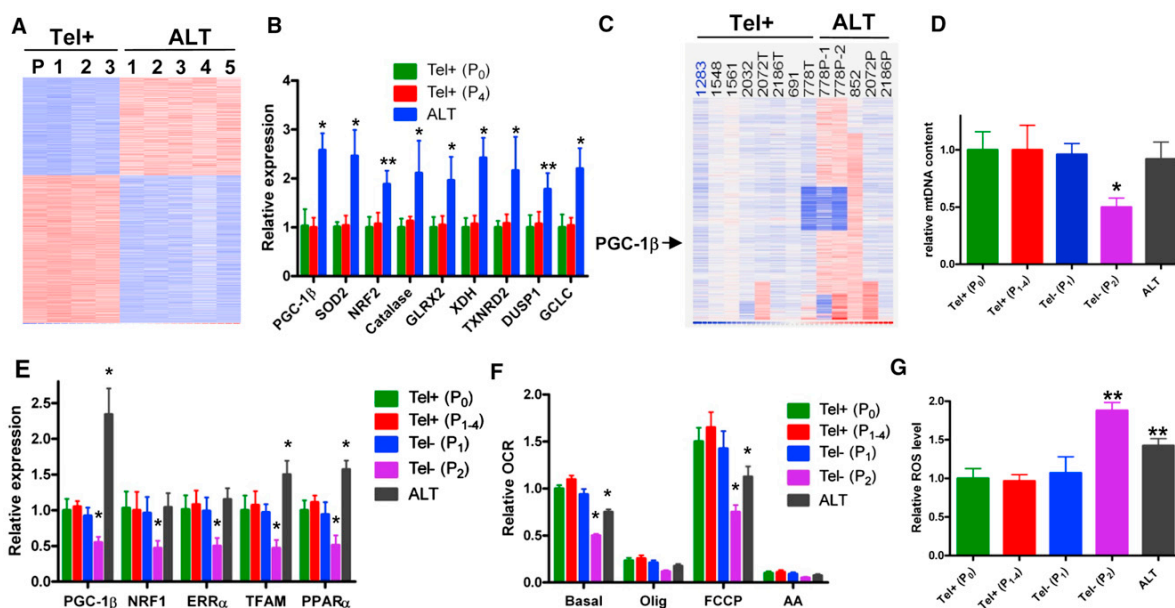 A
Tel+ ALT
P 1 2 3 1 2 3 4 5
B
Tel+ (P0)
Tel+ (P4)
ALT
Relative expression
4
3
2
1
0
* * ** * * * * ** *
PGC-1β SOD2 NRF2 Catalase GLRX2 XDH TXNRD2 DUSP1 GCLC
C
Tel+ ALT
1283 1548 1561 2032 2072T 2186T 691 778T 778P-1 778P-2 852 2072P 2186P
PGC-1β
D
relative mtDNA content
1.0
0.5
0.0
*
Tel+ (P0) Tel+ (P1-4) Tel- (P1) Tel- (P2) ALT
E
Relative expression
2.5
2.0
1.5
1.0
0.5
0.0
* * * * * * * *
PGC-1β NRF1 ERRα TFAM PPARα
Tel+ (P0)
Tel+ (P1-4)
Tel- (P1)
Tel- (P2)
ALT
F
Relative OCR
2.0
1.5
1.0
0.5
0.0
* * * *
Basal Olig FCCP AA
Tel+ (P0)
Tel+ (P1-4)
Tel- (P1)
Tel- (P2)
ALT
G
Relative ROS level
2.0
1.5
1.0
0.5
0.0
** **
Tel+ (P0) Tel+ (P1-4) Tel- (P1) Tel- (P2) ALT